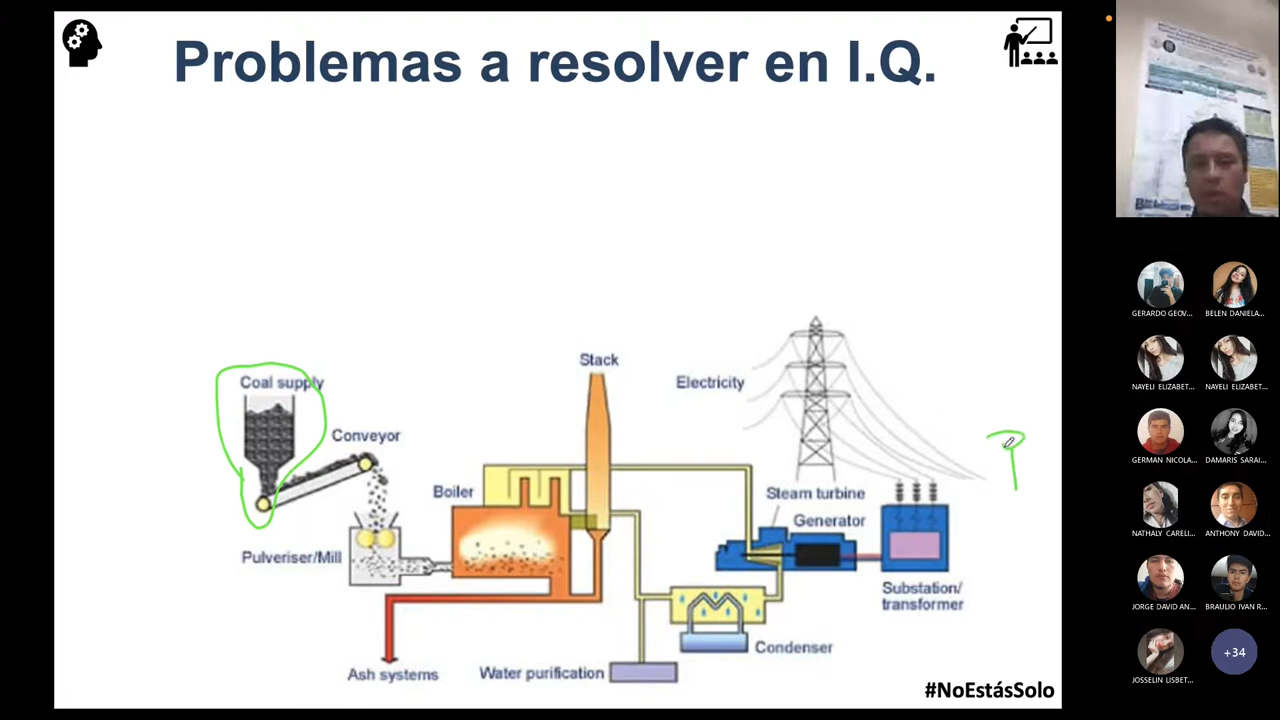 Problemas a resolver en I.Q.
Stack
Coal supply
Electricity
Conveyor
Boiler
Steam turbine
Generator
Pulveriser/Mill
Substation/
transformer
Condenser
Ash systems
Water purification
#NoEstásSolo
GERARDO GEOV...
BELEN DANIELA...
NAYELI ELIZABET...
NAYELI ELIZABET...
GERMAN NICOLA...
DAMARIS SARAI...
NATHALY CARELI...
ANTHONY DAVID...
JORGE DAVID AN...
BRAULIO IVAN R...
JOSSELIN LISBET...
+34